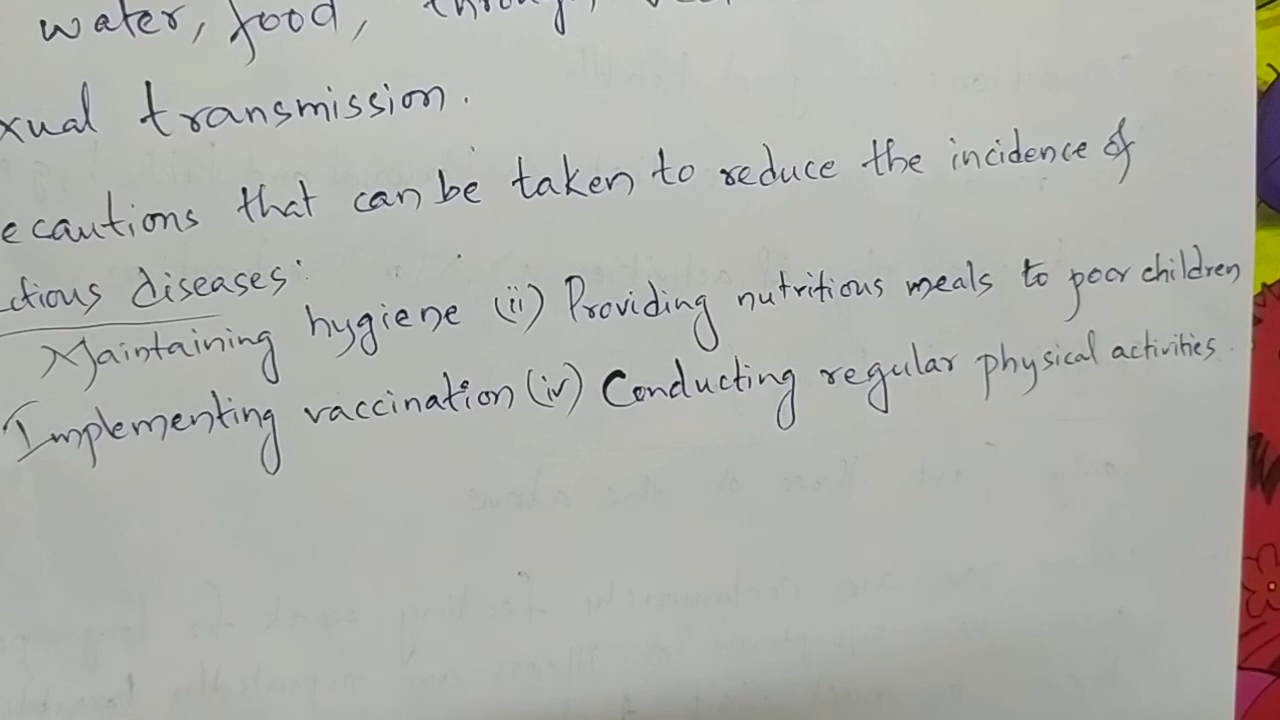 water, food, through
xual transmission.
ecautions that can be taken to reduce the incidence of
ctious diseases:
Maintaining hygiene (ii) Providing nutritious meals to poor children
Implementing vaccination (iv) Conducting regular physical activities.